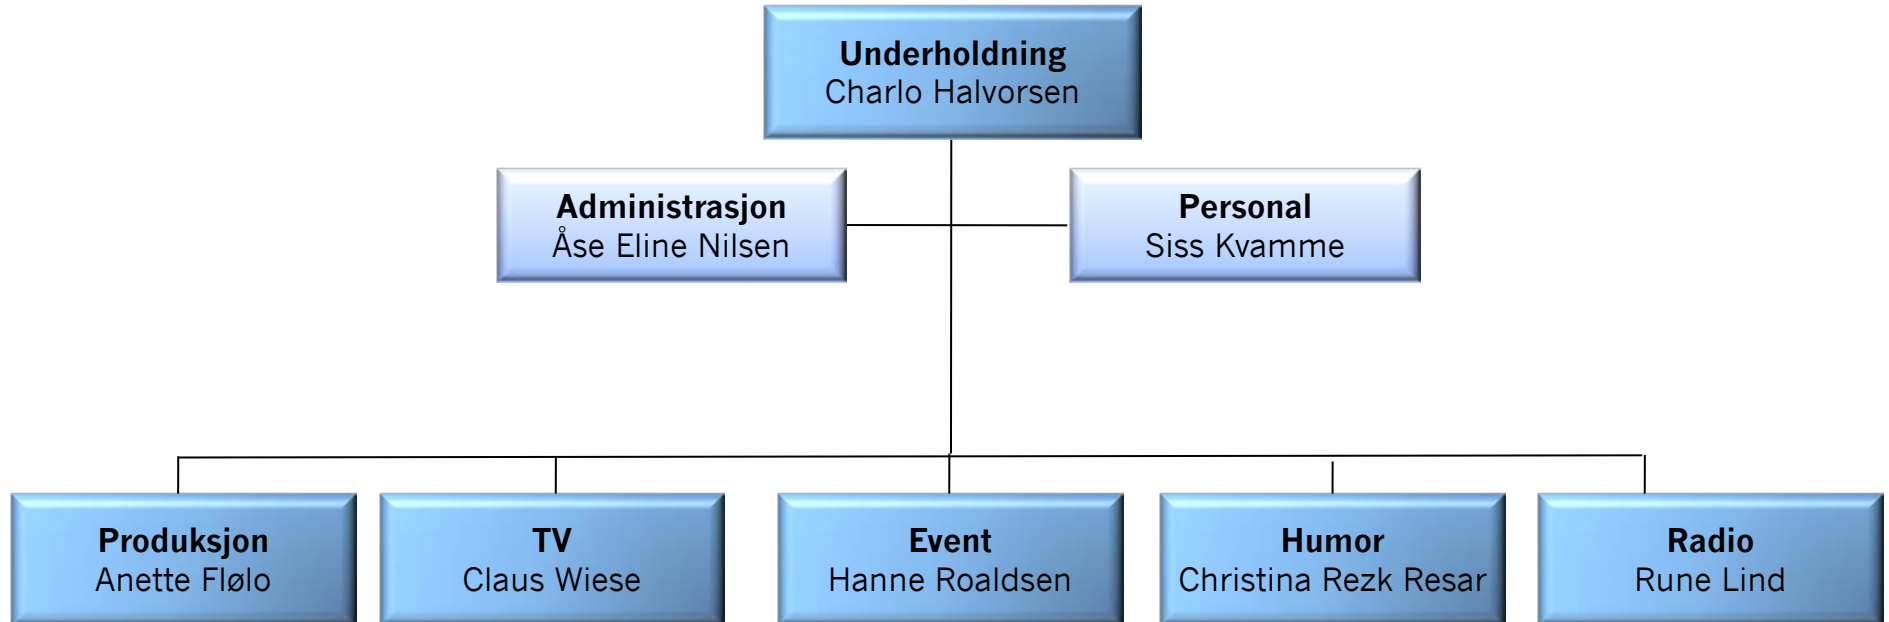 Underholdning
Charlo Halvorsen
Administrasjon
Åse Eline Nilsen
Personal
Siss Kvamme
Produksjon
Anette Flølo
TV
Claus Wiese
Event
Hanne Roaldsen
Humor
Christina Rezk Resar
Radio
Rune Lind